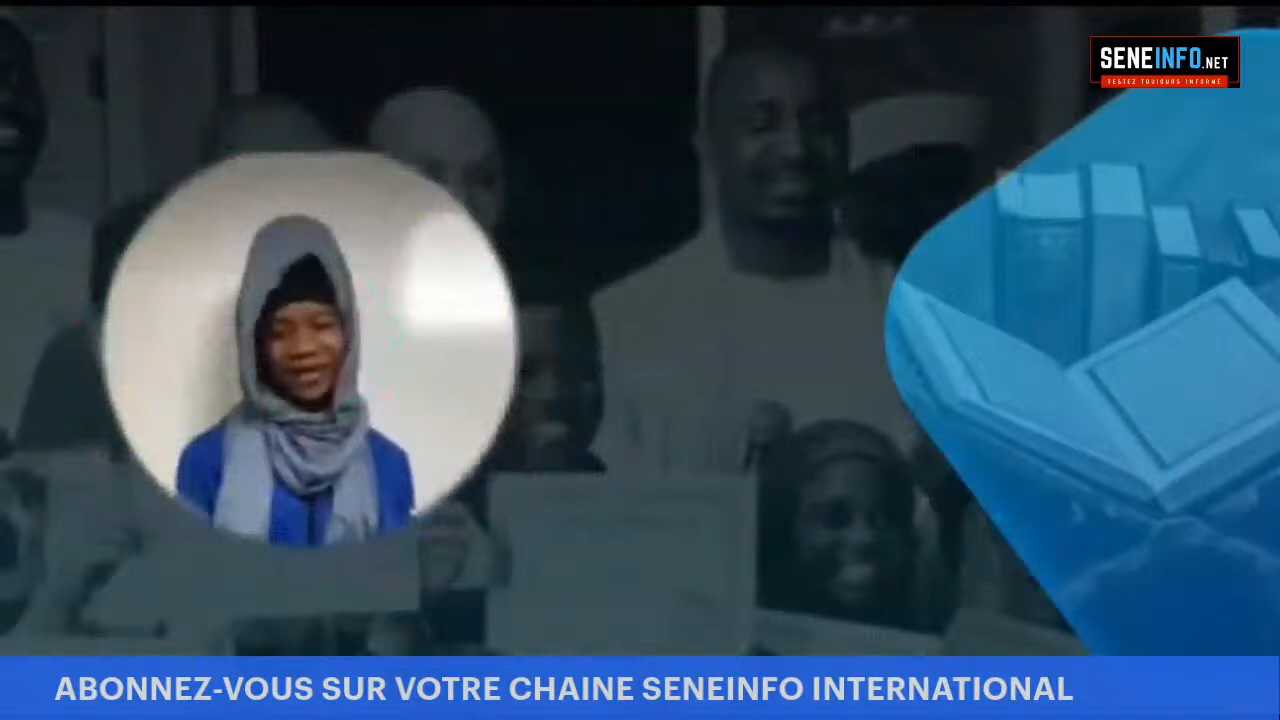 SENEINFO.NET
RESTEZ TOUJOURS INFORMÉ
ABONNEZ-VOUS SUR VOTRE CHAINE SENEINFO INTERNATIONAL